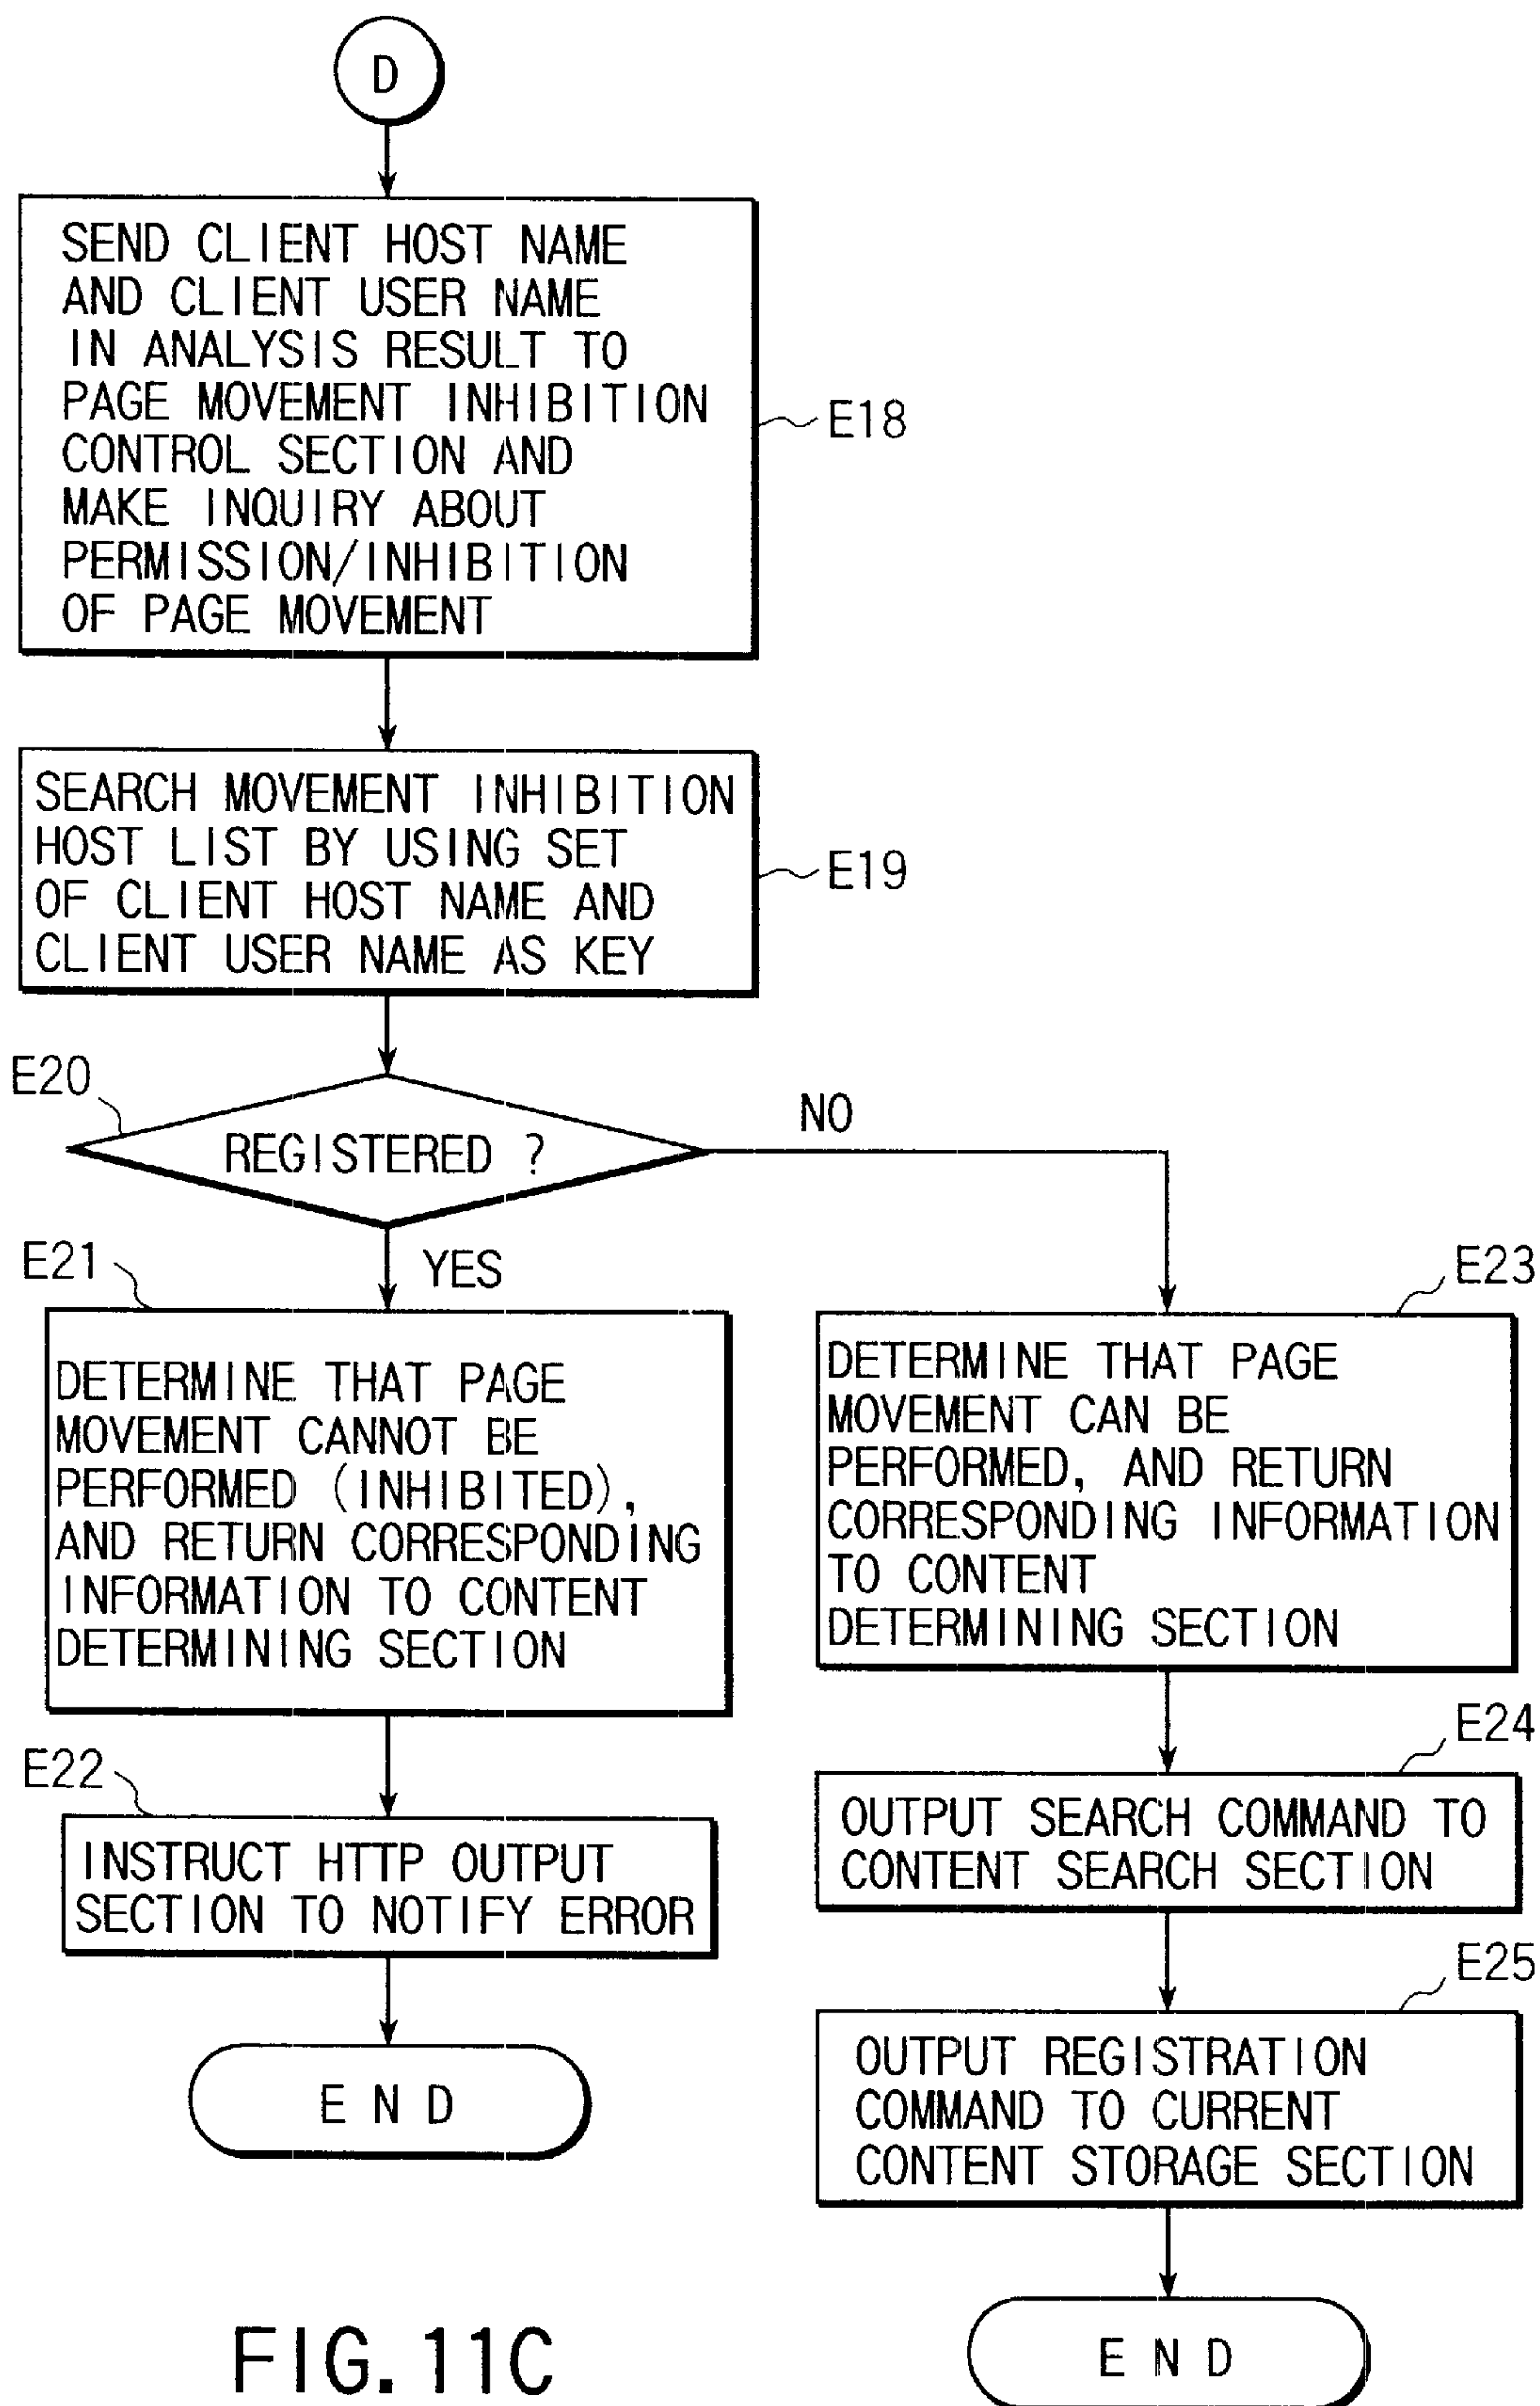 D
SEND CLIENT HOST NAME
AND CLIENT USER NAME
IN ANALYSIS RESULT TO
PAGE MOVEMENT INHIBITION
CONTROL SECTION AND
MAKE INQUIRY ABOUT
PERMISSION/INHIBITION
OF PAGE MOVEMENT
E18
SEARCH MOVEMENT INHIBITION
HOST LIST BY USING SET
OF CLIENT HOST NAME AND
CLIENT USER NAME AS KEY
E19
E20
REGISTERED ?
NO
YES
E21
DETERMINE THAT PAGE
MOVEMENT CANNOT BE
PERFORMED (INHIBITED),
AND RETURN CORRESPONDING
INFORMATION TO CONTENT
DETERMINING SECTION
E22
INSTRUCT HTTP OUTPUT
SECTION TO NOTIFY ERROR
END
E23
DETERMINE THAT PAGE
MOVEMENT CAN BE
PERFORMED, AND RETURN
CORRESPONDING INFORMATION
TO CONTENT
DETERMINING SECTION
E24
OUTPUT SEARCH COMMAND TO
CONTENT SEARCH SECTION
E25
OUTPUT REGISTRATION
COMMAND TO CURRENT
CONTENT STORAGE SECTION
END
FIG. 11C